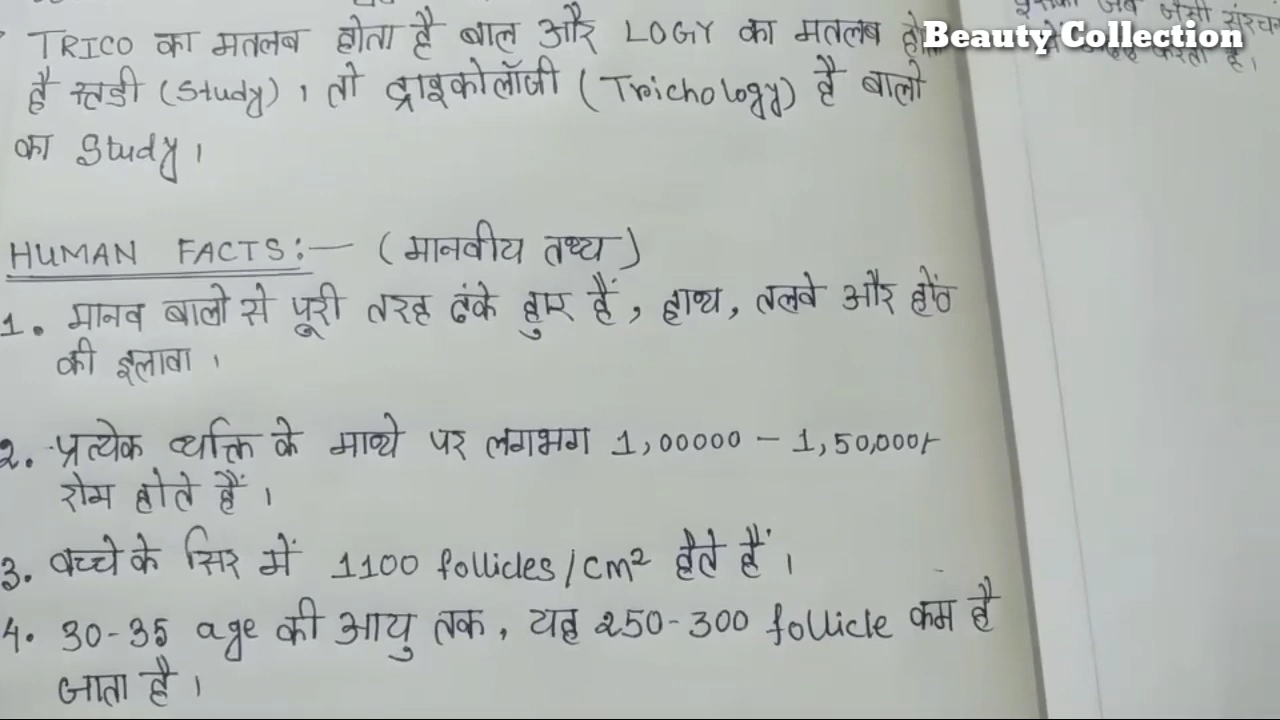 TRICO का मतलब होता है बाल और LOGY का मतलब
है स्तडी (Study), तो ट्राइकोलॉजी (Trichology) है बालो
का Study,
HUMAN FACTS:— (मानवीय तथ्य)
1. मानव बालो से पूरी तरह ढंके हुए हैं, हाथ, तलवे और होंठ
की इलावा,
2. प्रत्येक व्यक्ति के माथे पर लगभग 1,00000 - 1,50,000/-
रोम होते हैं।
3. बच्चे के सिर में 1100 follicles/cm² हैते हैं।
4. 30-35 age की आयु तक, यह 250-300 follicle कम है
जाता है।
Beauty Collection